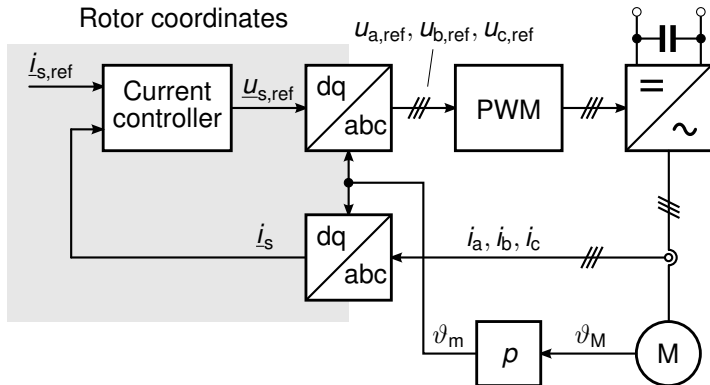 Rotor coordinates
u_a,ref, u_b,ref, u_c,ref
i_s,ref
Current
controller
u_s,ref
dq
abc
PWM
=
~
i_s
dq
abc
i_a, i_b, i_c
ϑ_m
p
ϑ_M
M